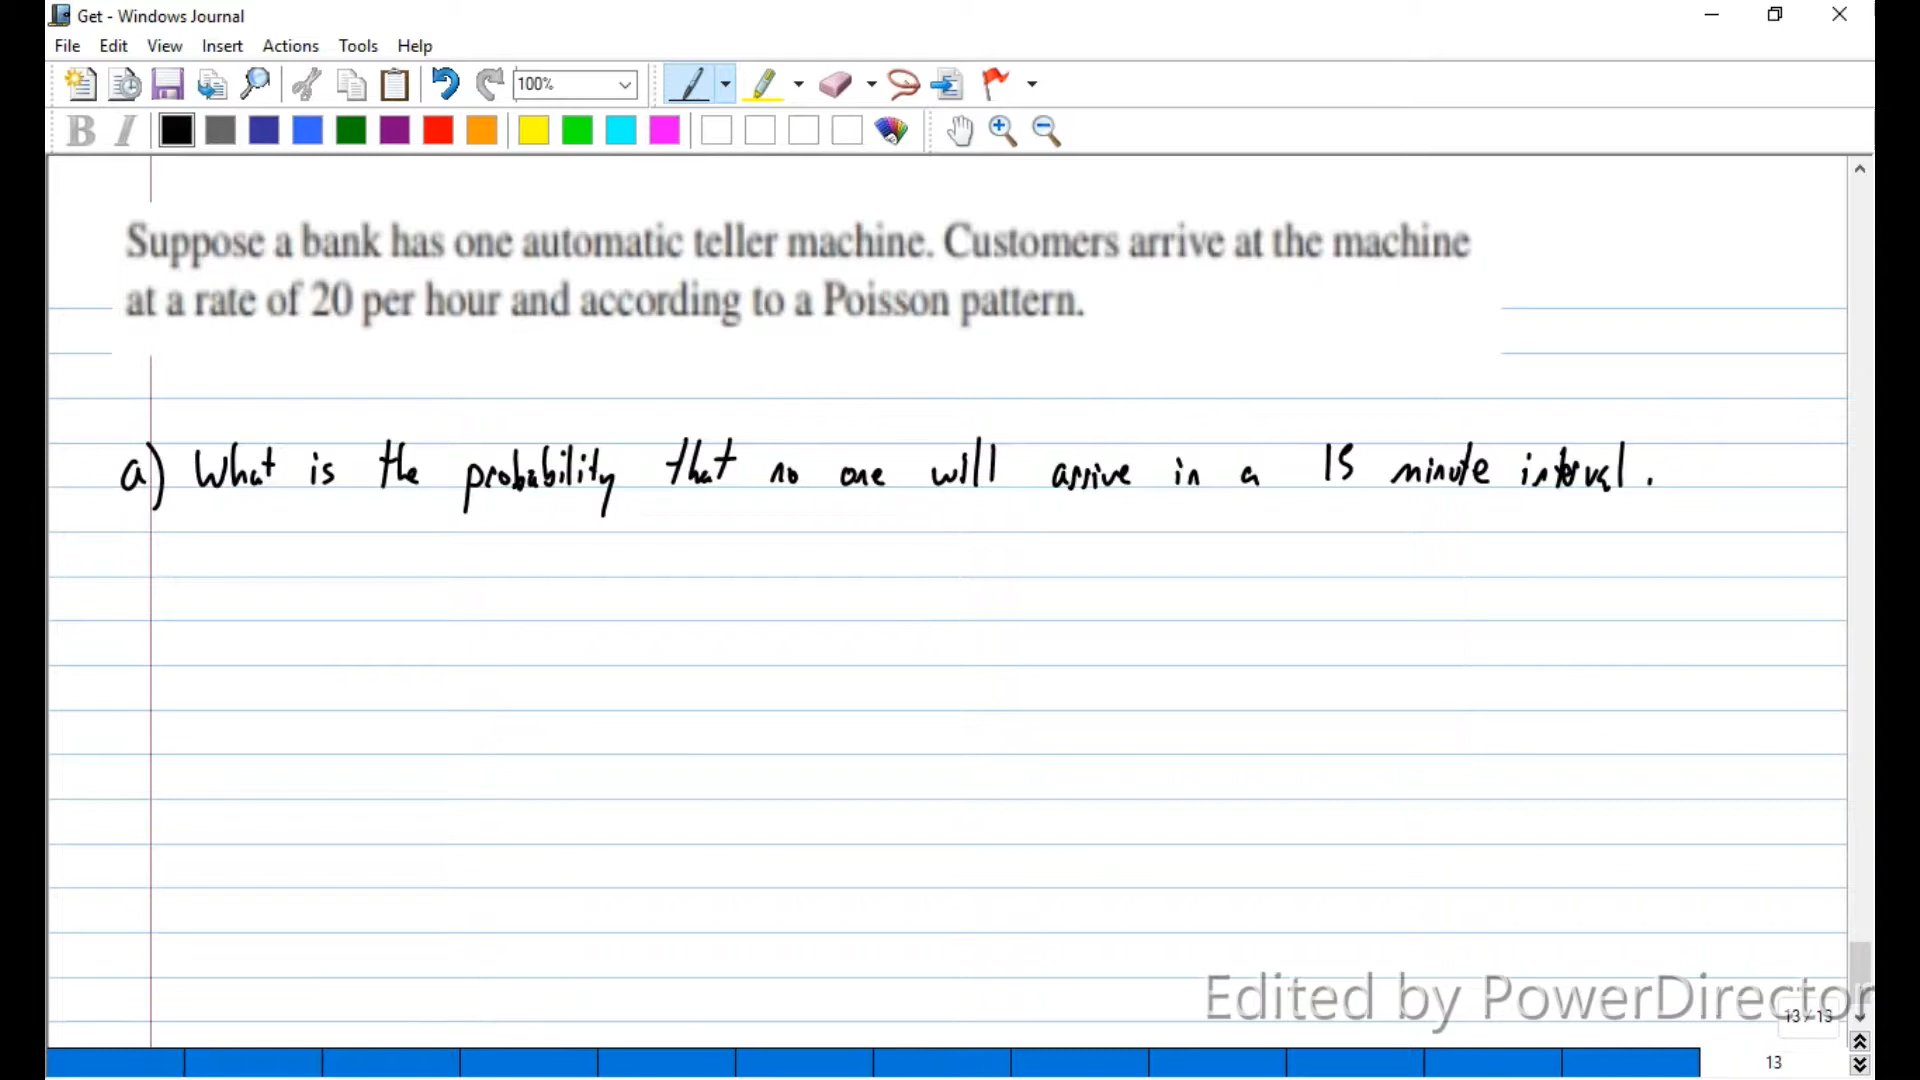 Get - Windows Journal
File Edit View Insert Actions Tools Help
100%
B I
Suppose a bank has one automatic teller machine. Customers arrive at the machine
at a rate of 20 per hour and according to a Poisson pattern.
a) What is the probability that no one will arrive in a 15 minute interval.
Edited by PowerDirector
13 / 13
13